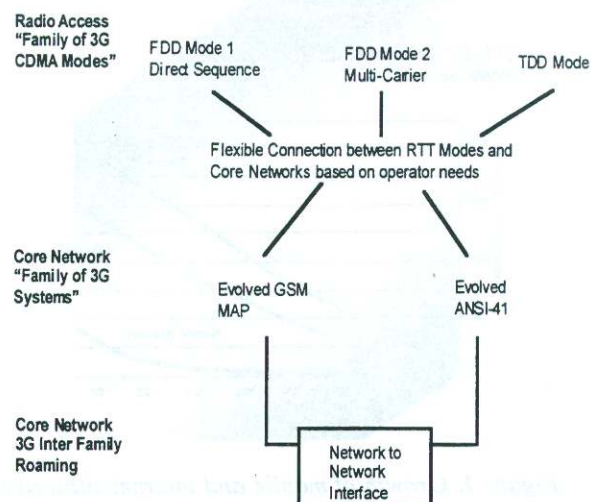 Radio Access
"Family of 3G
CDMA Modes"
FDD Mode 1
Direct Sequence
FDD Mode 2
Multi-Carrier
TDD Mode
Flexible Connection between RTT Modes and
Core Networks based on operator needs
Core Network
"Family of 3G
Systems"
Evolved GSM
MAP
Evolved
ANSI-41
Core Network
3G Inter Family
Roaming
Network to
Network
Interface